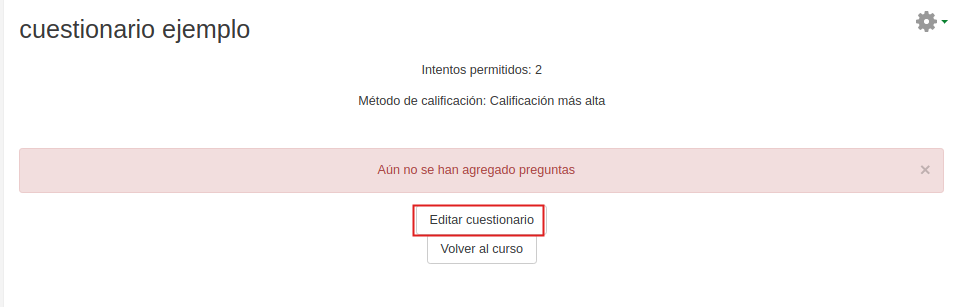 cuestionario ejemplo
Intentos permitidos: 2
Método de calificación: Calificación más alta
Aún no se han agregado preguntas ×
Editar cuestionario
Volver al curso